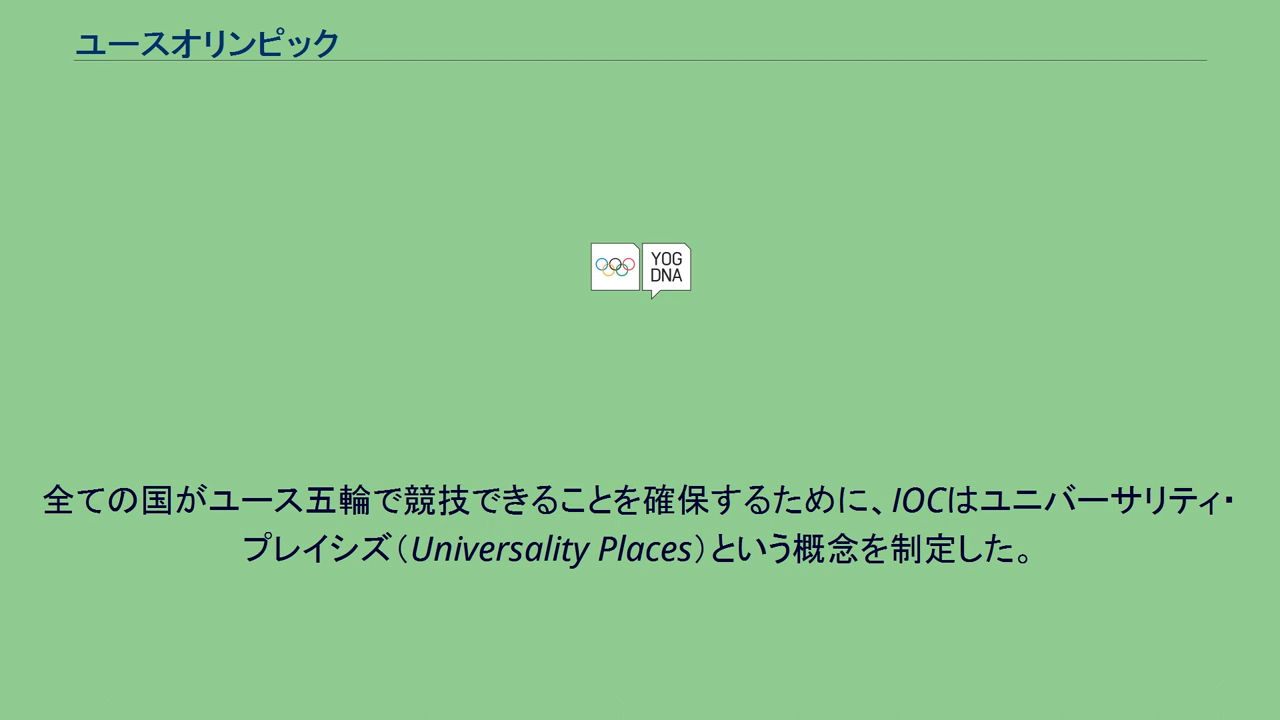 ユースオリンピック
YOG
DNA
全ての国がユース五輪で競技できることを確保するために、IOCはユニバーサリティ・
プレイシズ（Universality Places）という概念を制定した。